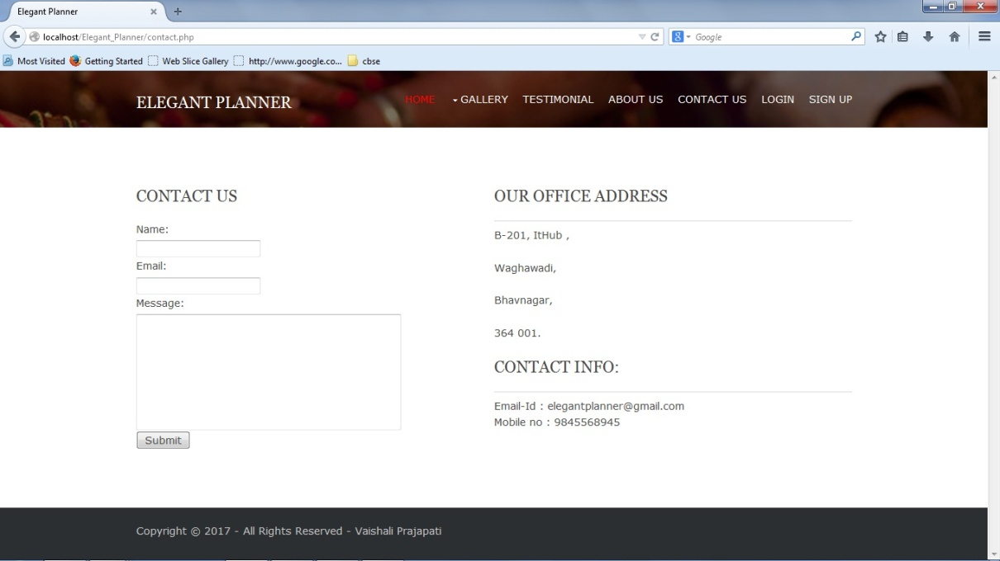 Elegant Planner
localhost/Elegant_Planner/contact.php
Google
Most Visited Getting Started Web Slice Gallery http://www.google.co... cbse
ELEGANT PLANNER
HOME GALLERY TESTIMONIAL ABOUT US CONTACT US LOGIN SIGN UP
CONTACT US
Name:
Email:
Message:
Submit
OUR OFFICE ADDRESS
B-201, ItHub ,
Waghawadi,
Bhavnagar,
364 001.
CONTACT INFO:
Email-Id : elegantplanner@gmail.com
Mobile no : 9845568945
Copyright © 2017 - All Rights Reserved - Vaishali Prajapati